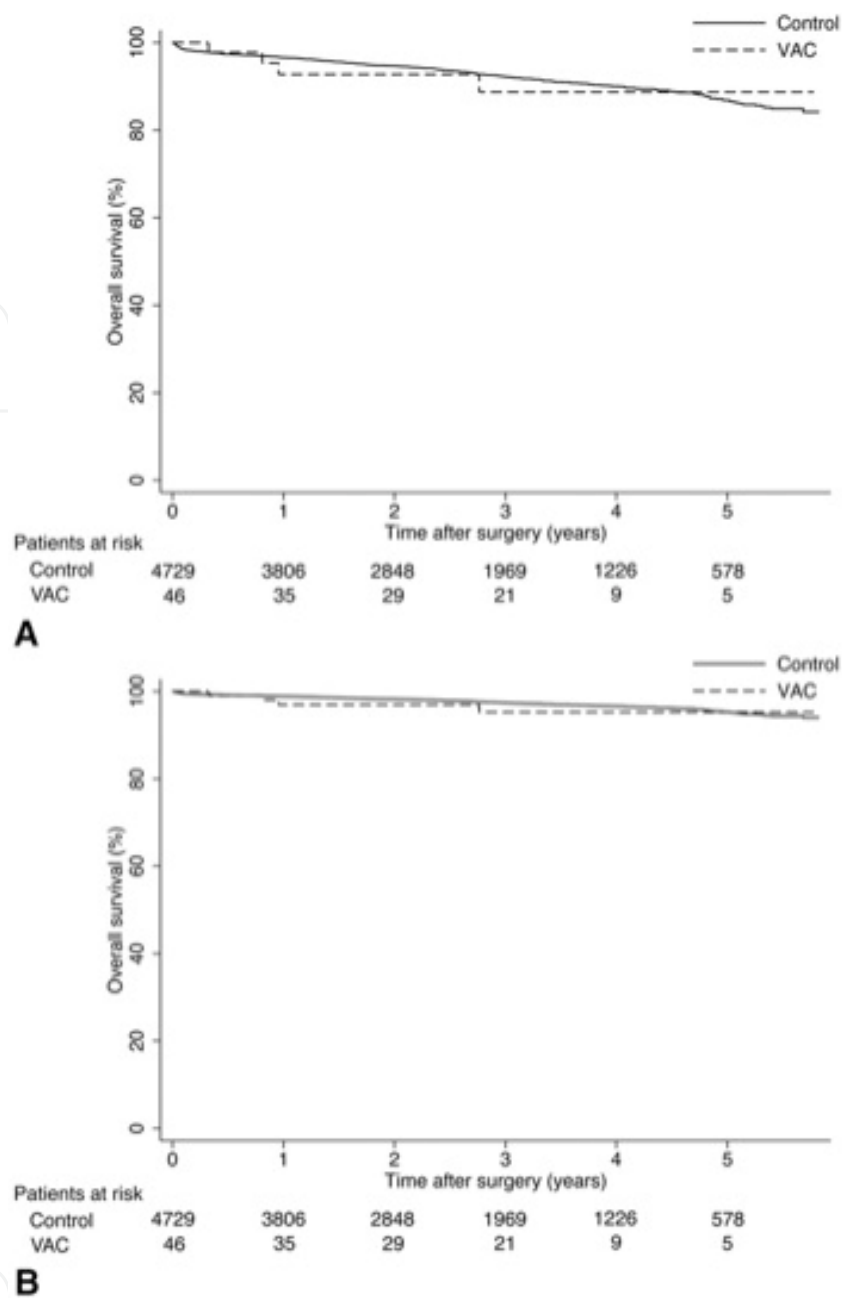 Control
VAC
100
80
60
40
20
0
Overall survival (%)
0 1 2 3 4 5
Time after surgery (years)
Patients at risk
Control 4729 3806 2848 1969 1226 578
VAC 46 35 29 21 9 5
A
Control
VAC
100
80
60
40
20
0
Overall survival (%)
0 1 2 3 4 5
Time after surgery (years)
Patients at risk
Control 4729 3806 2848 1969 1226 578
VAC 46 35 29 21 9 5
B